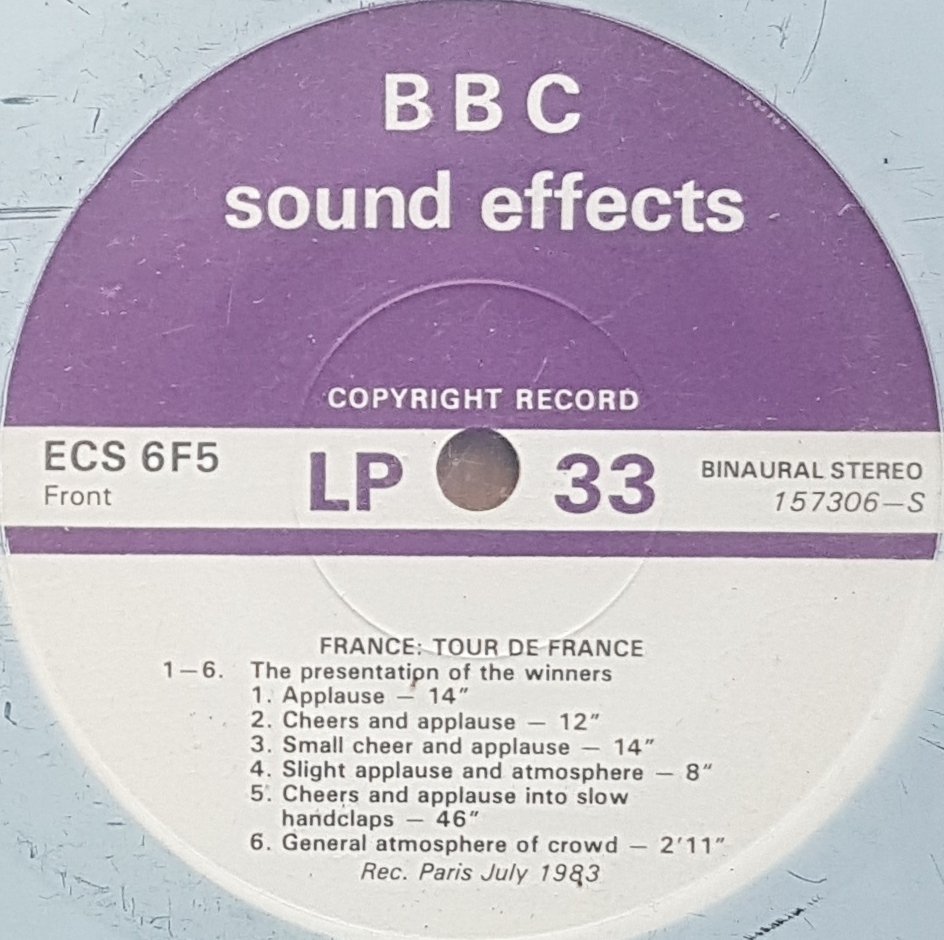 BBC
sound effects
COPYRIGHT RECORD
ECS 6F5
Front
LP 33
BINAURAL STEREO
157306–S
FRANCE: TOUR DE FRANCE
1–6. The presentation of the winners
1. Applause – 14”
2. Cheers and applause – 12”
3. Small cheer and applause – 14”
4. Slight applause and atmosphere – 8”
5. Cheers and applause into slow
handclaps – 46”
6. General atmosphere of crowd – 2'11”
Rec. Paris July 1983